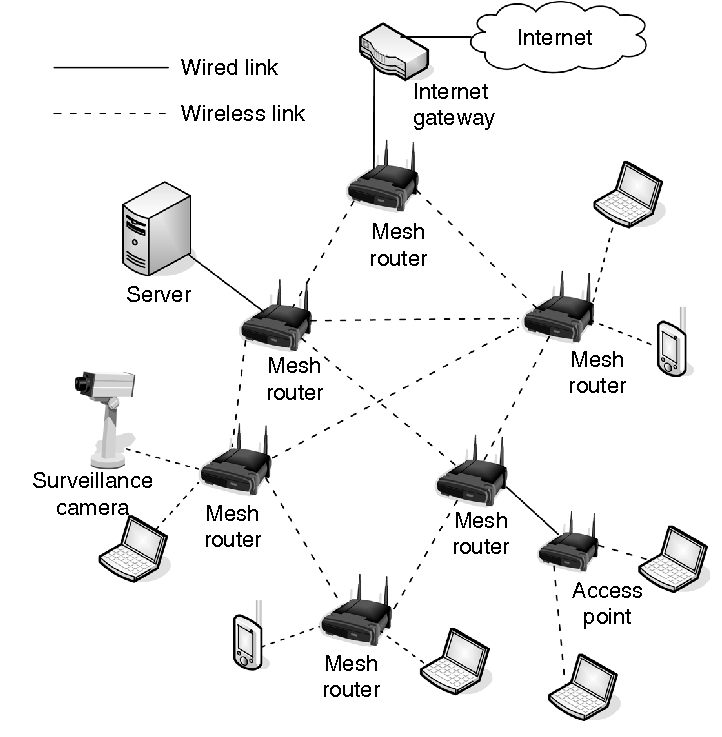 Internet
Wired link
Wireless link
Internet
gateway
Mesh
router
Server
Mesh
router
Mesh
router
Surveillance
camera
Mesh
router
Mesh
router
Access
point
Mesh
router